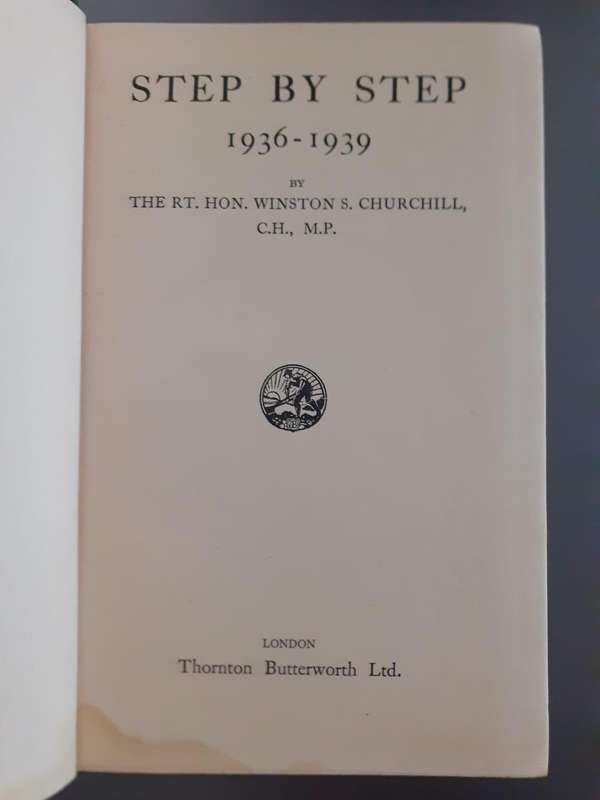 STEP BY STEP
1936-1939
BY
THE RT. HON. WINSTON S. CHURCHILL,
C.H., M.P.
LONDON
Thornton Butterworth Ltd.